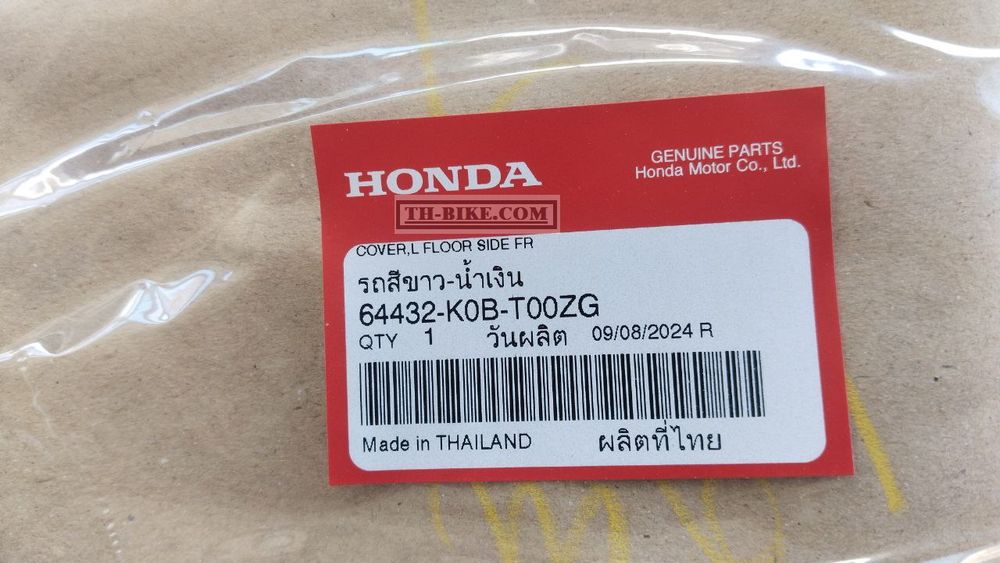 HONDA
GENUINE PARTS
Honda Motor Co., Ltd.
TH-BIKE.COM
COVER,L FLOOR SIDE FR
รถสีขาว-น้ำเงิน
64432-K0B-T00ZG
QTY 1 วันผลิต 09/08/2024 R
Made in THAILAND ผลิตที่ไทย